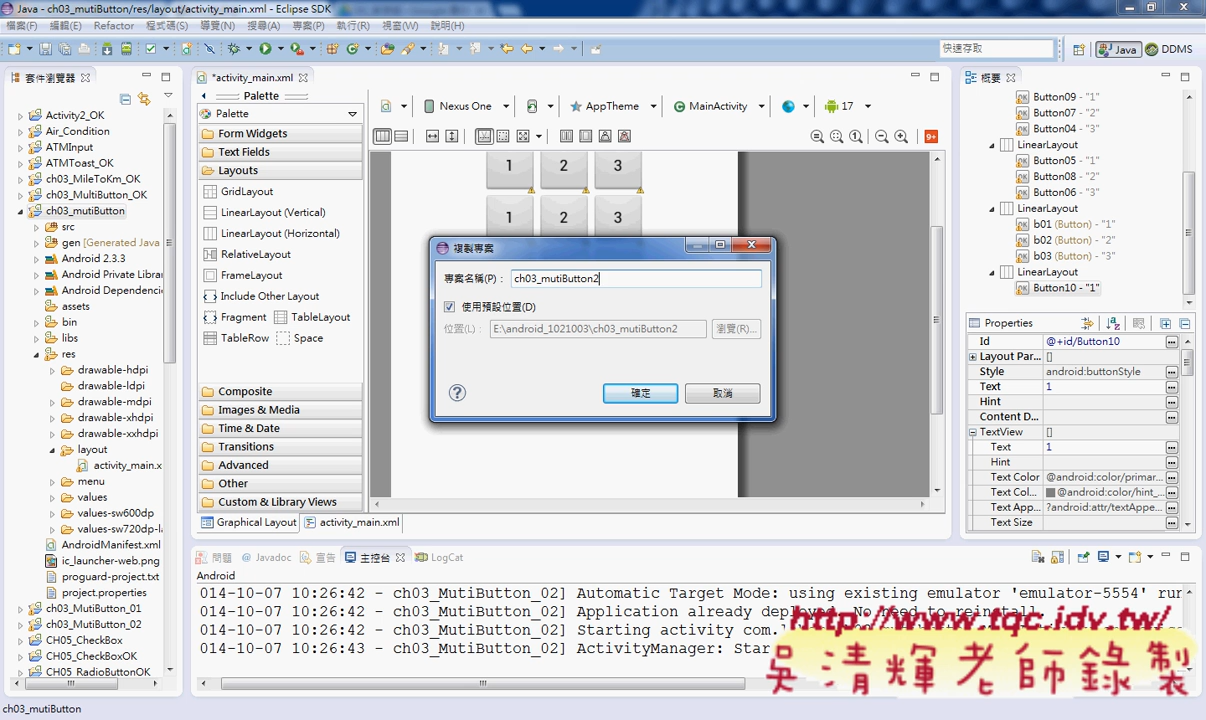 Java - ch03_mutiButton/res/layout/activity_main.xml - Eclipse SDK
檔案(F) 編輯(E) Refactor 程式碼(S) 導覽(N) 搜尋(A) 專案(P) 執行(R) 視窗(W) 說明(H)
快速存取 Java DDMS
套件瀏覽器
Activity2_OK
Air_Condition
ATMInput
ATMToast_OK
ch03_MileToKm_OK
ch03_MultiButton_OK
ch03_mutiButton
src
gen [Generated Java
Android 2.3.3
Android Private Librar
Android Dependencie
assets
bin
libs
res
drawable-hdpi
drawable-ldpi
drawable-mdpi
drawable-xhdpi
drawable-xxhdpi
layout
activity_main.x
menu
values
values-sw600dp
values-sw720dp-la
AndroidManifest.xml
ic_launcher-web.png
proguard-project.txt
project.properties
ch03_MutiButton_01
ch03_MutiButton_02
CH05_CheckBox
CH05_CheckBoxOK
CH05_RadioButtonOK
*activity_main.xml
Palette
Palette
Form Widgets
Text Fields
Layouts
GridLayout
LinearLayout (Vertical)
LinearLayout (Horizontal)
RelativeLayout
FrameLayout
Include Other Layout
Fragment TableLayout
TableRow Space
Composite
Images & Media
Time & Date
Transitions
Advanced
Other
Custom & Library Views
Graphical Layout activity_main.xml
Nexus One AppTheme MainActivity 17
9+
1 2 3
1 2 3
複製專案
專案名稱(P)： ch03_mutiButton2
使用預設位置(D)
位置(L)： E:\android_1021003\ch03_mutiButton2 瀏覽(R)...
確定 取消
概要
Button09 - "1"
Button07 - "2"
Button04 - "3"
LinearLayout
Button05 - "1"
Button08 - "2"
Button06 - "3"
LinearLayout
b01 (Button) - "1"
b02 (Button) - "2"
b03 (Button) - "3"
LinearLayout
Button10 - "1"
Properties
Id @+id/Button10
Layout Par... []
Style android:buttonStyle
Text 1
Hint
Content D...
TextView []
Text 1
Hint
Text Color @android:color/primar...
Text Col... @android:color/hint_...
Text App... ?android:attr/textAppe...
Text Size
問題 Javadoc 宣告 主控台 LogCat
Android
014-10-07 10:26:42 - ch03_MutiButton_02] Automatic Target Mode: using existing emulator 'emulator-5554' run
014-10-07 10:26:42 - ch03_MutiButton_02] Application already deployed. No need to reinstall.
014-10-07 10:26:42 - ch03_MutiButton_02] Starting activity com.
014-10-07 10:26:43 - ch03_MutiButton_02] ActivityManager: Star
http://www.tqc.idv.tw/
吳清輝老師錄製
ch03_mutiButton